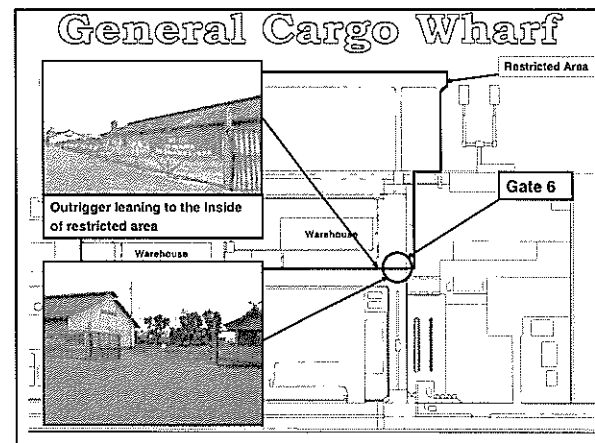 General Cargo Wharf
Restricted Area
Gate 6
Outrigger leaning to the Inside
of restricted area
Warehouse
Warehouse